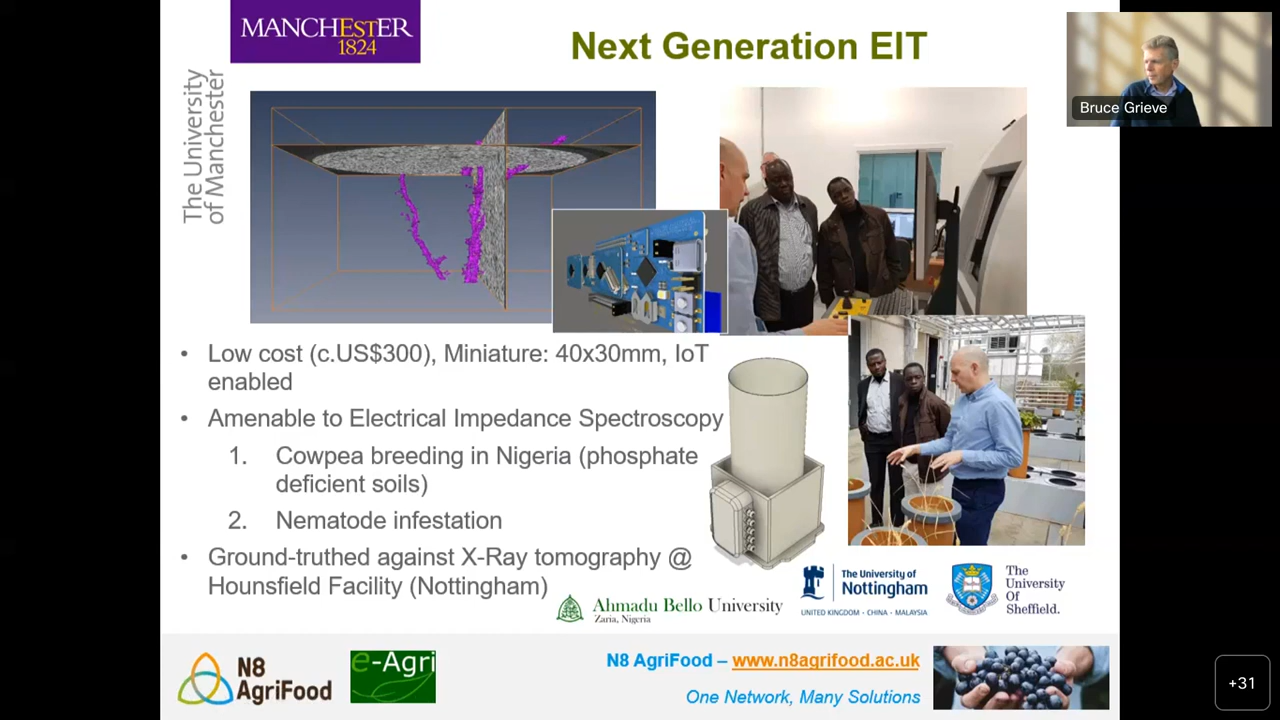 MANCHESTER
1824
The University
of Manchester
Next Generation EIT
Bruce Grieve
• Low cost (c.US$300), Miniature: 40x30mm, IoT
enabled
• Amenable to Electrical Impedance Spectroscopy
1. Cowpea breeding in Nigeria (phosphate
deficient soils)
2. Nematode infestation
• Ground-truthed against X-Ray tomography @
Hounsfield Facility (Nottingham)
Ahmadu Bello University
Zaria, Nigeria
The University of
Nottingham
UNITED KINGDOM · CHINA · MALAYSIA
The
University
Of
Sheffield.
N8
AgriFood
e-Agri
N8 AgriFood – www.n8agrifood.ac.uk
One Network, Many Solutions
+31